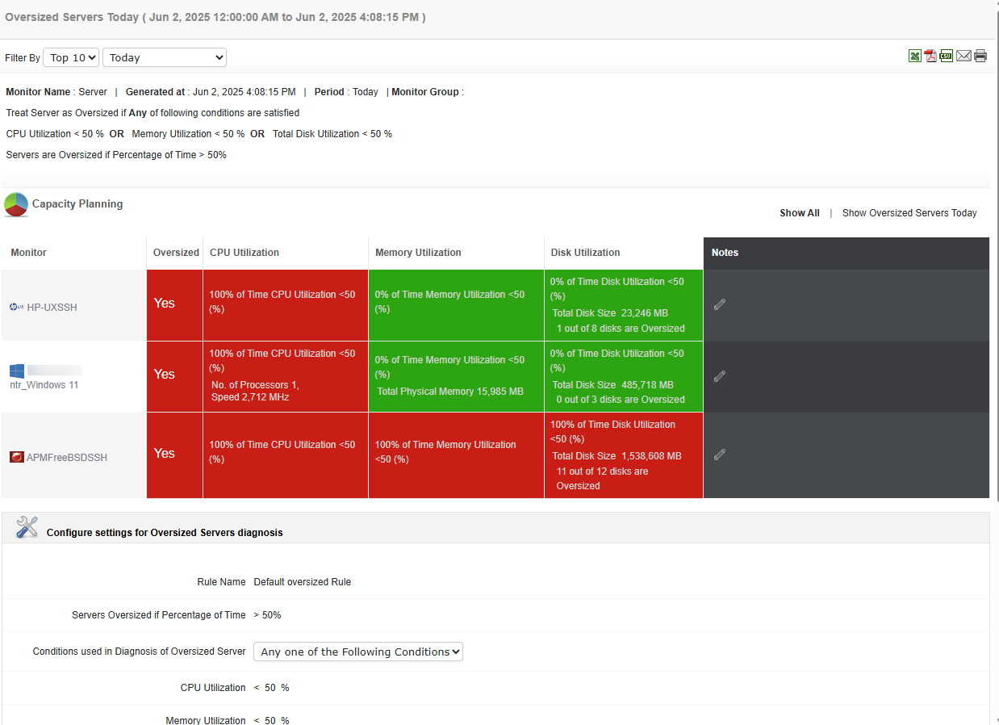 Oversized Servers Today ( Jun 2, 2025 12:00:00 AM to Jun 2, 2025 4:08:15 PM )
Filter By Top 10 Today
Monitor Name : Server | Generated at : Jun 2, 2025 4:08:15 PM | Period : Today | Monitor Group :
Treat Server as Oversized if Any of following conditions are satisfied
CPU Utilization < 50 % OR Memory Utilization < 50 % OR Total Disk Utilization < 50 %
Servers are Oversized if Percentage of Time > 50%
Capacity Planning
Show All | Show Oversized Servers Today
Monitor Oversized CPU Utilization Memory Utilization Disk Utilization Notes
HP-UXSSH
Yes
100% of Time CPU Utilization <50
(%)
0% of Time Memory Utilization <50
(%)
0% of Time Disk Utilization <50
(%)
Total Disk Size 23,246 MB
1 out of 8 disks are Oversized
ntr_Windows 11
Yes
100% of Time CPU Utilization <50
(%)
No. of Processors 1,
Speed 2,712 MHz
0% of Time Memory Utilization <50
(%)
Total Physical Memory 15,985 MB
0% of Time Disk Utilization <50
(%)
Total Disk Size 485,718 MB
0 out of 3 disks are Oversized
APMFreeBSDSSH
Yes
100% of Time CPU Utilization <50
(%)
100% of Time Memory Utilization
<50 (%)
100% of Time Disk Utilization
<50 (%)
Total Disk Size 1,538,608 MB
11 out of 12 disks are
Oversized
Configure settings for Oversized Servers diagnosis
Rule Name Default oversized Rule
Servers Oversized if Percentage of Time > 50%
Conditions used in Diagnosis of Oversized Server Any one of the Following Conditions
CPU Utilization < 50 %
Memory Utilization < 50 %